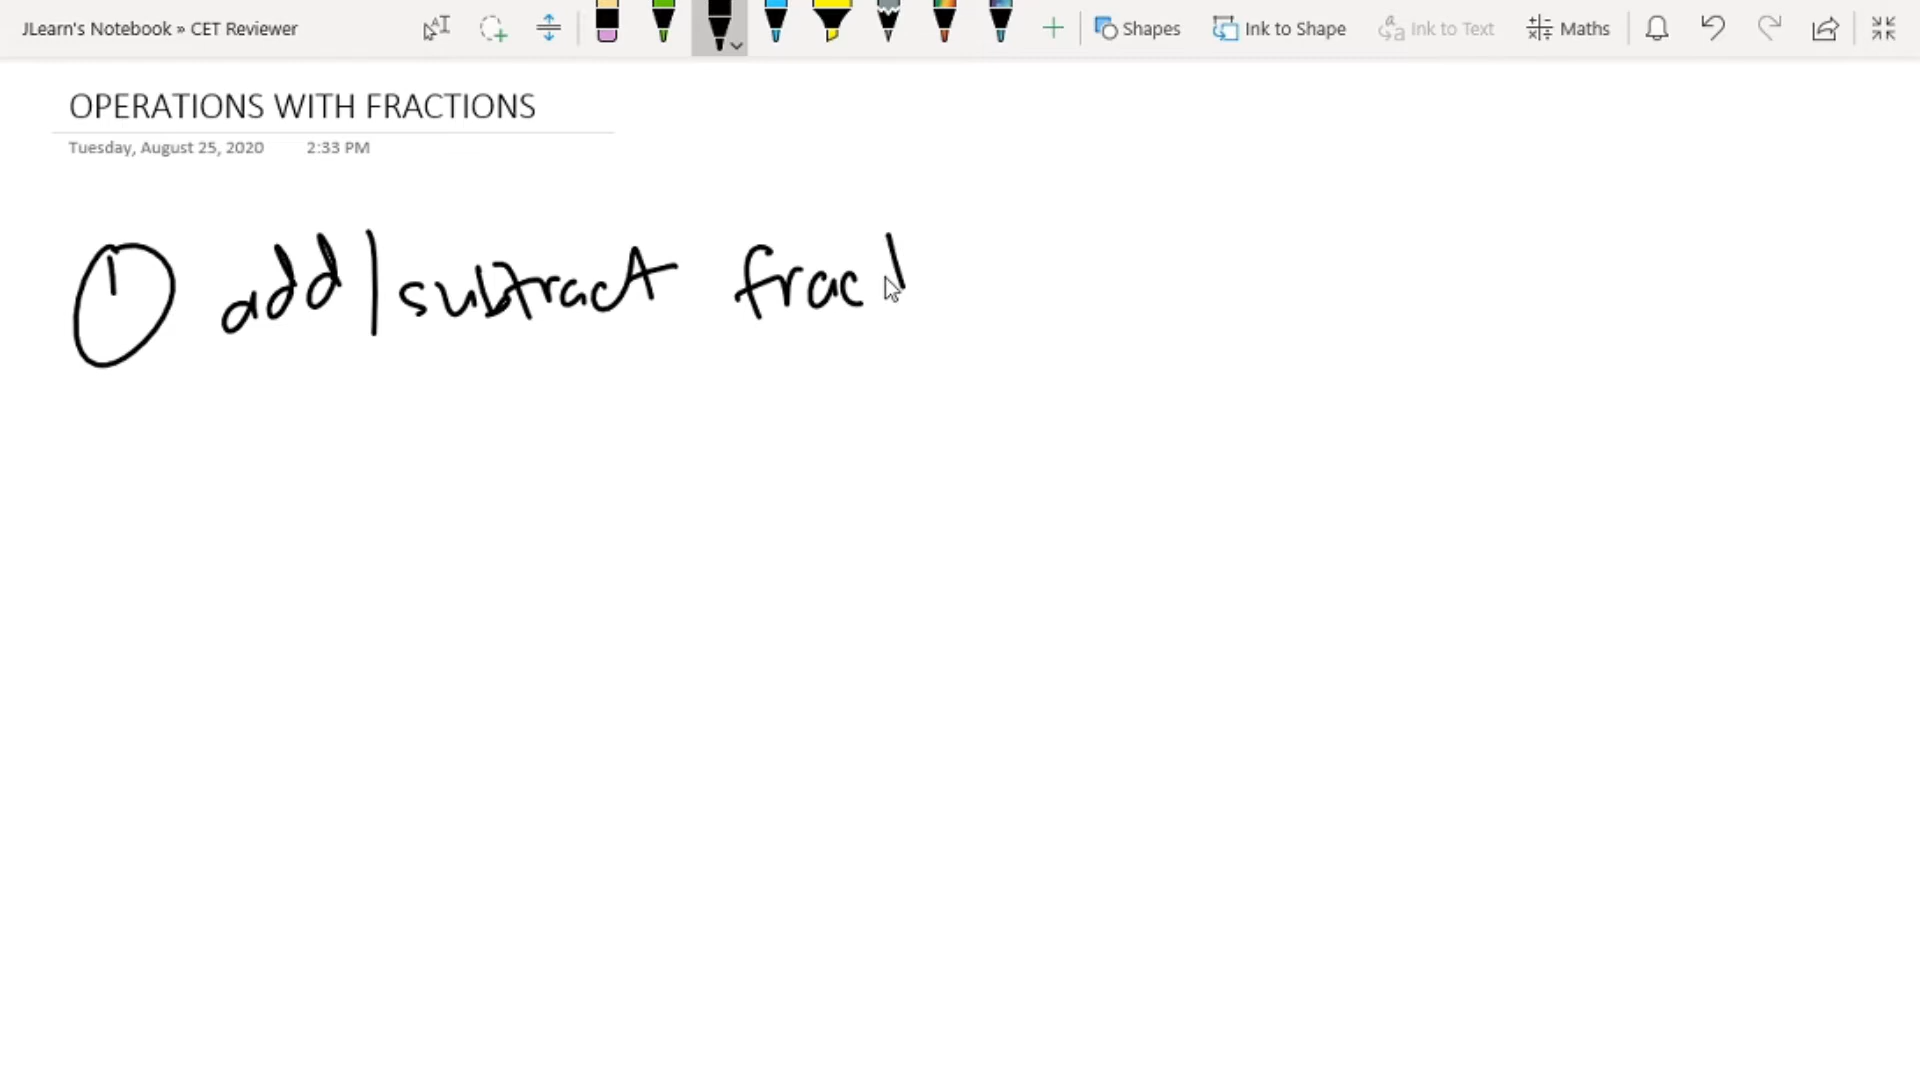 JLearn's Notebook » CET Reviewer Shapes Ink to Shape Ink to Text Maths
OPERATIONS WITH FRACTIONS
Tuesday, August 25, 2020 2:33 PM
① add/subtract fract